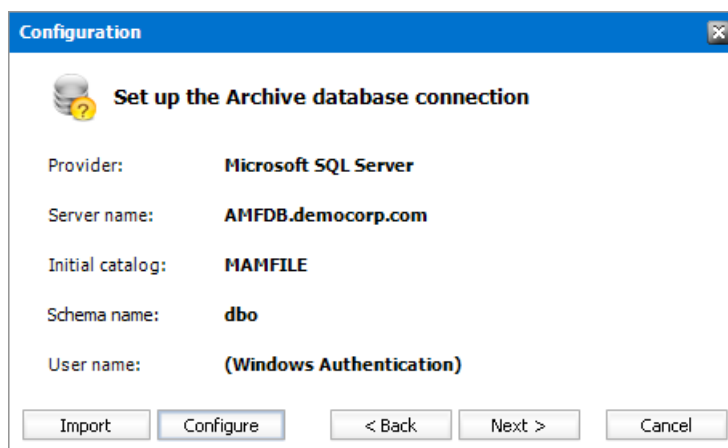 Configuration
Set up the Archive database connection
Provider: Microsoft SQL Server
Server name: AMFDB.democorp.com
Initial catalog: MAMFILE
Schema name: dbo
User name: (Windows Authentication)
Import Configure < Back Next > Cancel